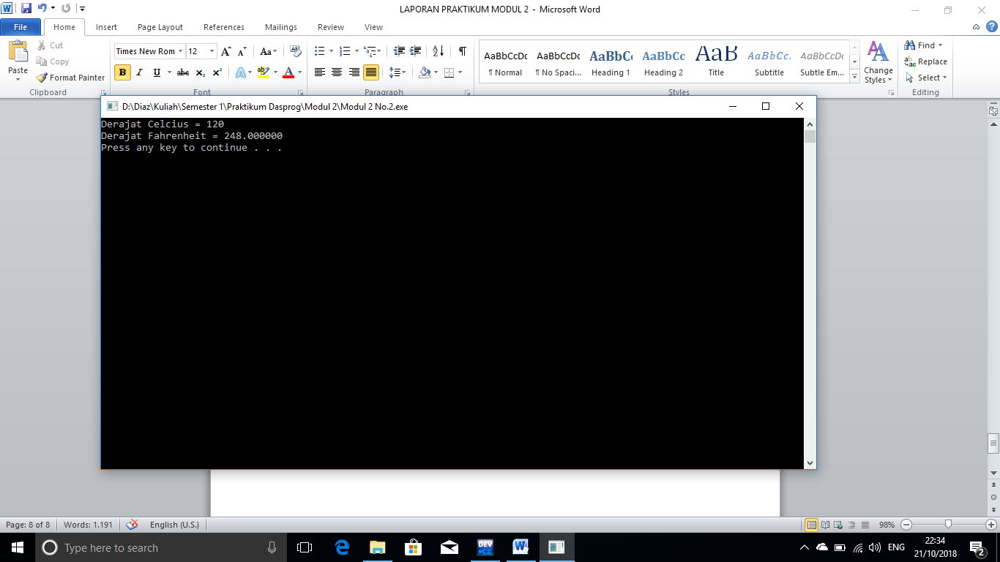 LAPORAN PRAKTIKUM MODUL 2 - Microsoft Word
File Home Insert Page Layout References Mailings Review View
Paste
Cut
Copy
Format Painter
Clipboard
Times New Rom 12
Font
Paragraph
AaBbCcDc AaBbCcDc AaBbCc AaBbCc AaB AaBbCc. AaBbCcDc
¶ Normal ¶ No Spaci... Heading 1 Heading 2 Title Subtitle Subtle Em...
Change
Styles
Styles
Find
Replace
Select
Editing
D:\Diaz\Kuliah\Semester 1\Praktikum Dasprog\Modul 2\Modul 2 No.2.exe
Derajat Celcius = 120
Derajat Fahrenheit = 248.000000
Press any key to continue . . .
Page: 8 of 8 Words: 1.191 English (U.S.) 98%
Type here to search
DEV
ENG
22:34
21/10/2018
2